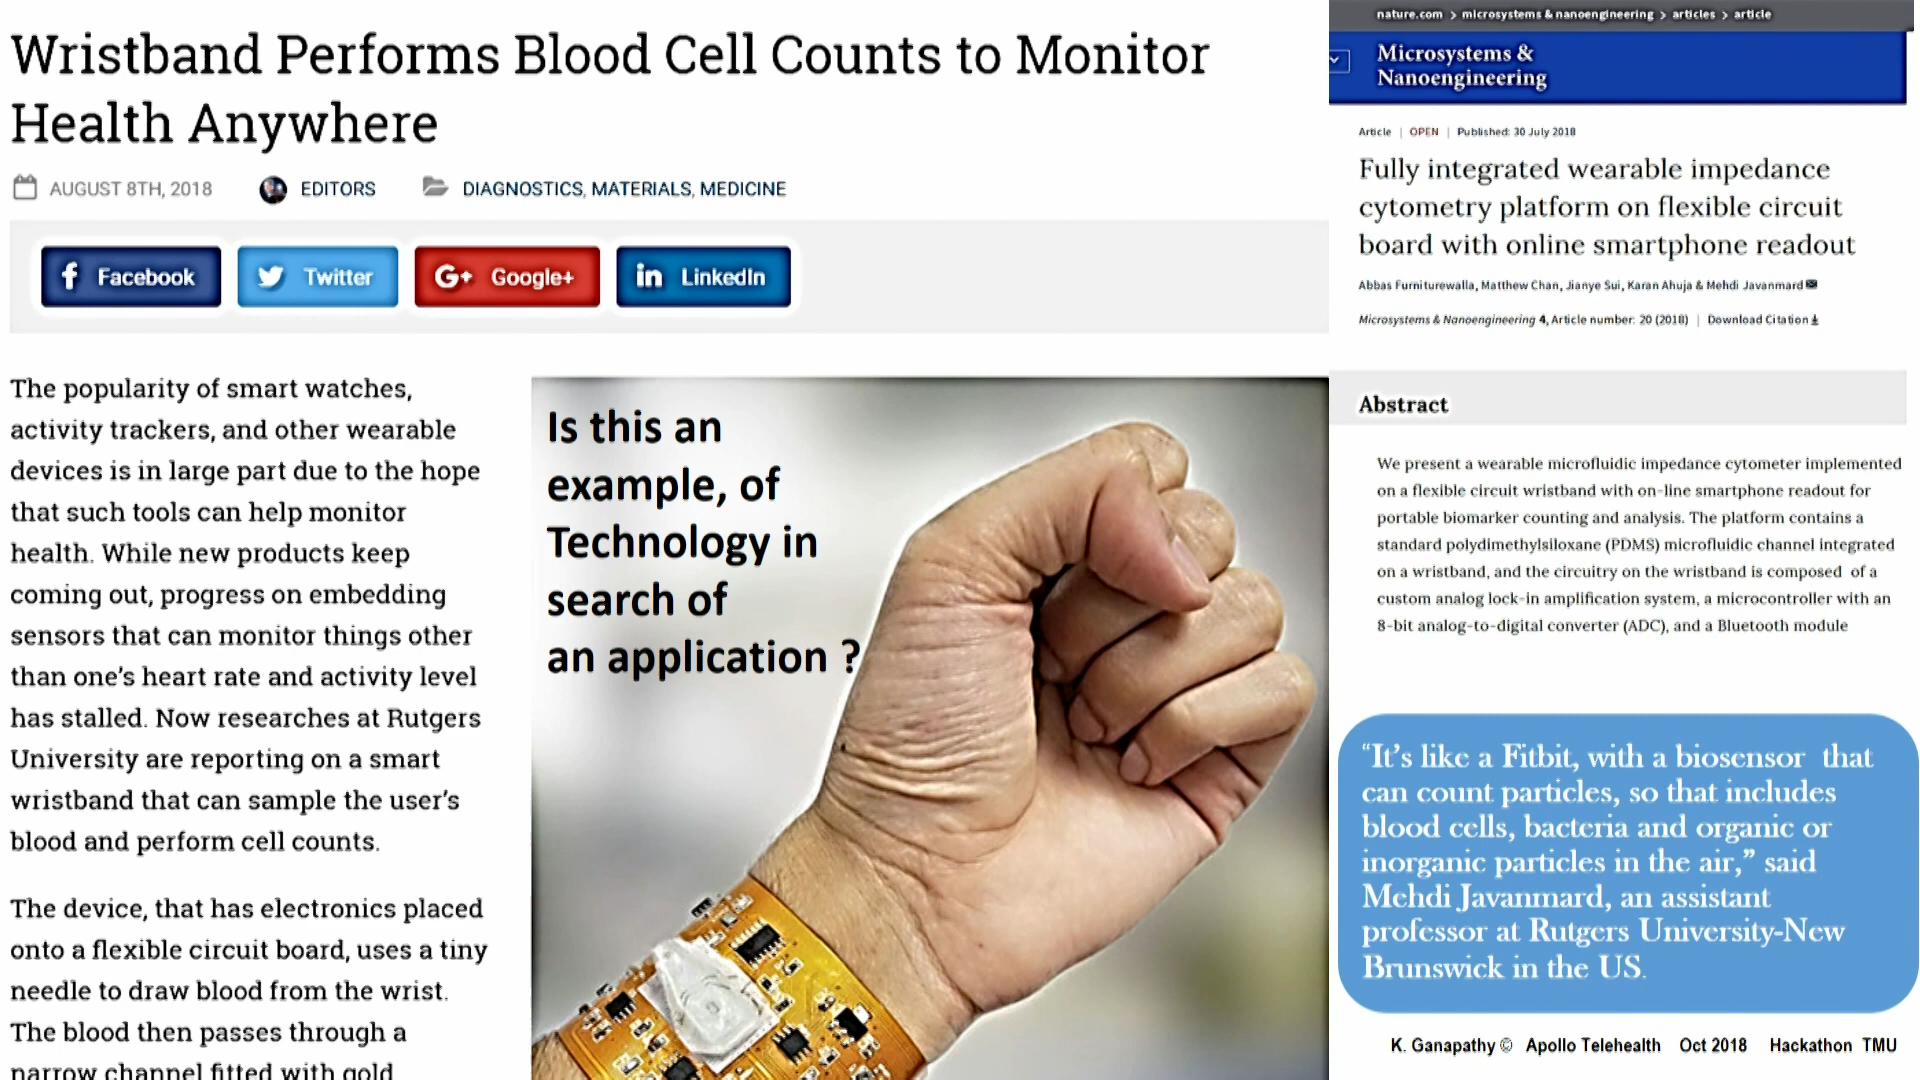 Wristband Performs Blood Cell Counts to Monitor
Health Anywhere
AUGUST 8TH, 2018 EDITORS DIAGNOSTICS, MATERIALS, MEDICINE
Facebook Twitter Google+ LinkedIn
The popularity of smart watches,
activity trackers, and other wearable
devices is in large part due to the hope
that such tools can help monitor
health. While new products keep
coming out, progress on embedding
sensors that can monitor things other
than one's heart rate and activity level
has stalled. Now researches at Rutgers
University are reporting on a smart
wristband that can sample the user's
blood and perform cell counts.
The device, that has electronics placed
onto a flexible circuit board, uses a tiny
needle to draw blood from the wrist.
The blood then passes through a
narrow channel fitted with gold
Is this an
example, of
Technology in
search of
an application ?
nature.com > microsystems & nanoengineering > articles > article
Microsystems &
Nanoengineering
Article | OPEN | Published: 30 July 2018
Fully integrated wearable impedance
cytometry platform on flexible circuit
board with online smartphone readout
Abbas Furniturewalla, Matthew Chan, Jianye Sui, Karan Ahuja & Mehdi Javanmard
Microsystems & Nanoengineering 4, Article number: 20 (2018) | Download Citation
Abstract
We present a wearable microfluidic impedance cytometer implemented
on a flexible circuit wristband with on-line smartphone readout for
portable biomarker counting and analysis. The platform contains a
standard polydimethylsiloxane (PDMS) microfluidic channel integrated
on a wristband, and the circuitry on the wristband is composed of a
custom analog lock-in amplification system, a microcontroller with an
8-bit analog-to-digital converter (ADC), and a Bluetooth module
"It's like a Fitbit, with a biosensor that
can count particles, so that includes
blood cells, bacteria and organic or
inorganic particles in the air," said
Mehdi Javanmard, an assistant
professor at Rutgers University-New
Brunswick in the US.
K. Ganapathy © Apollo Telehealth Oct 2018 Hackathon TMU